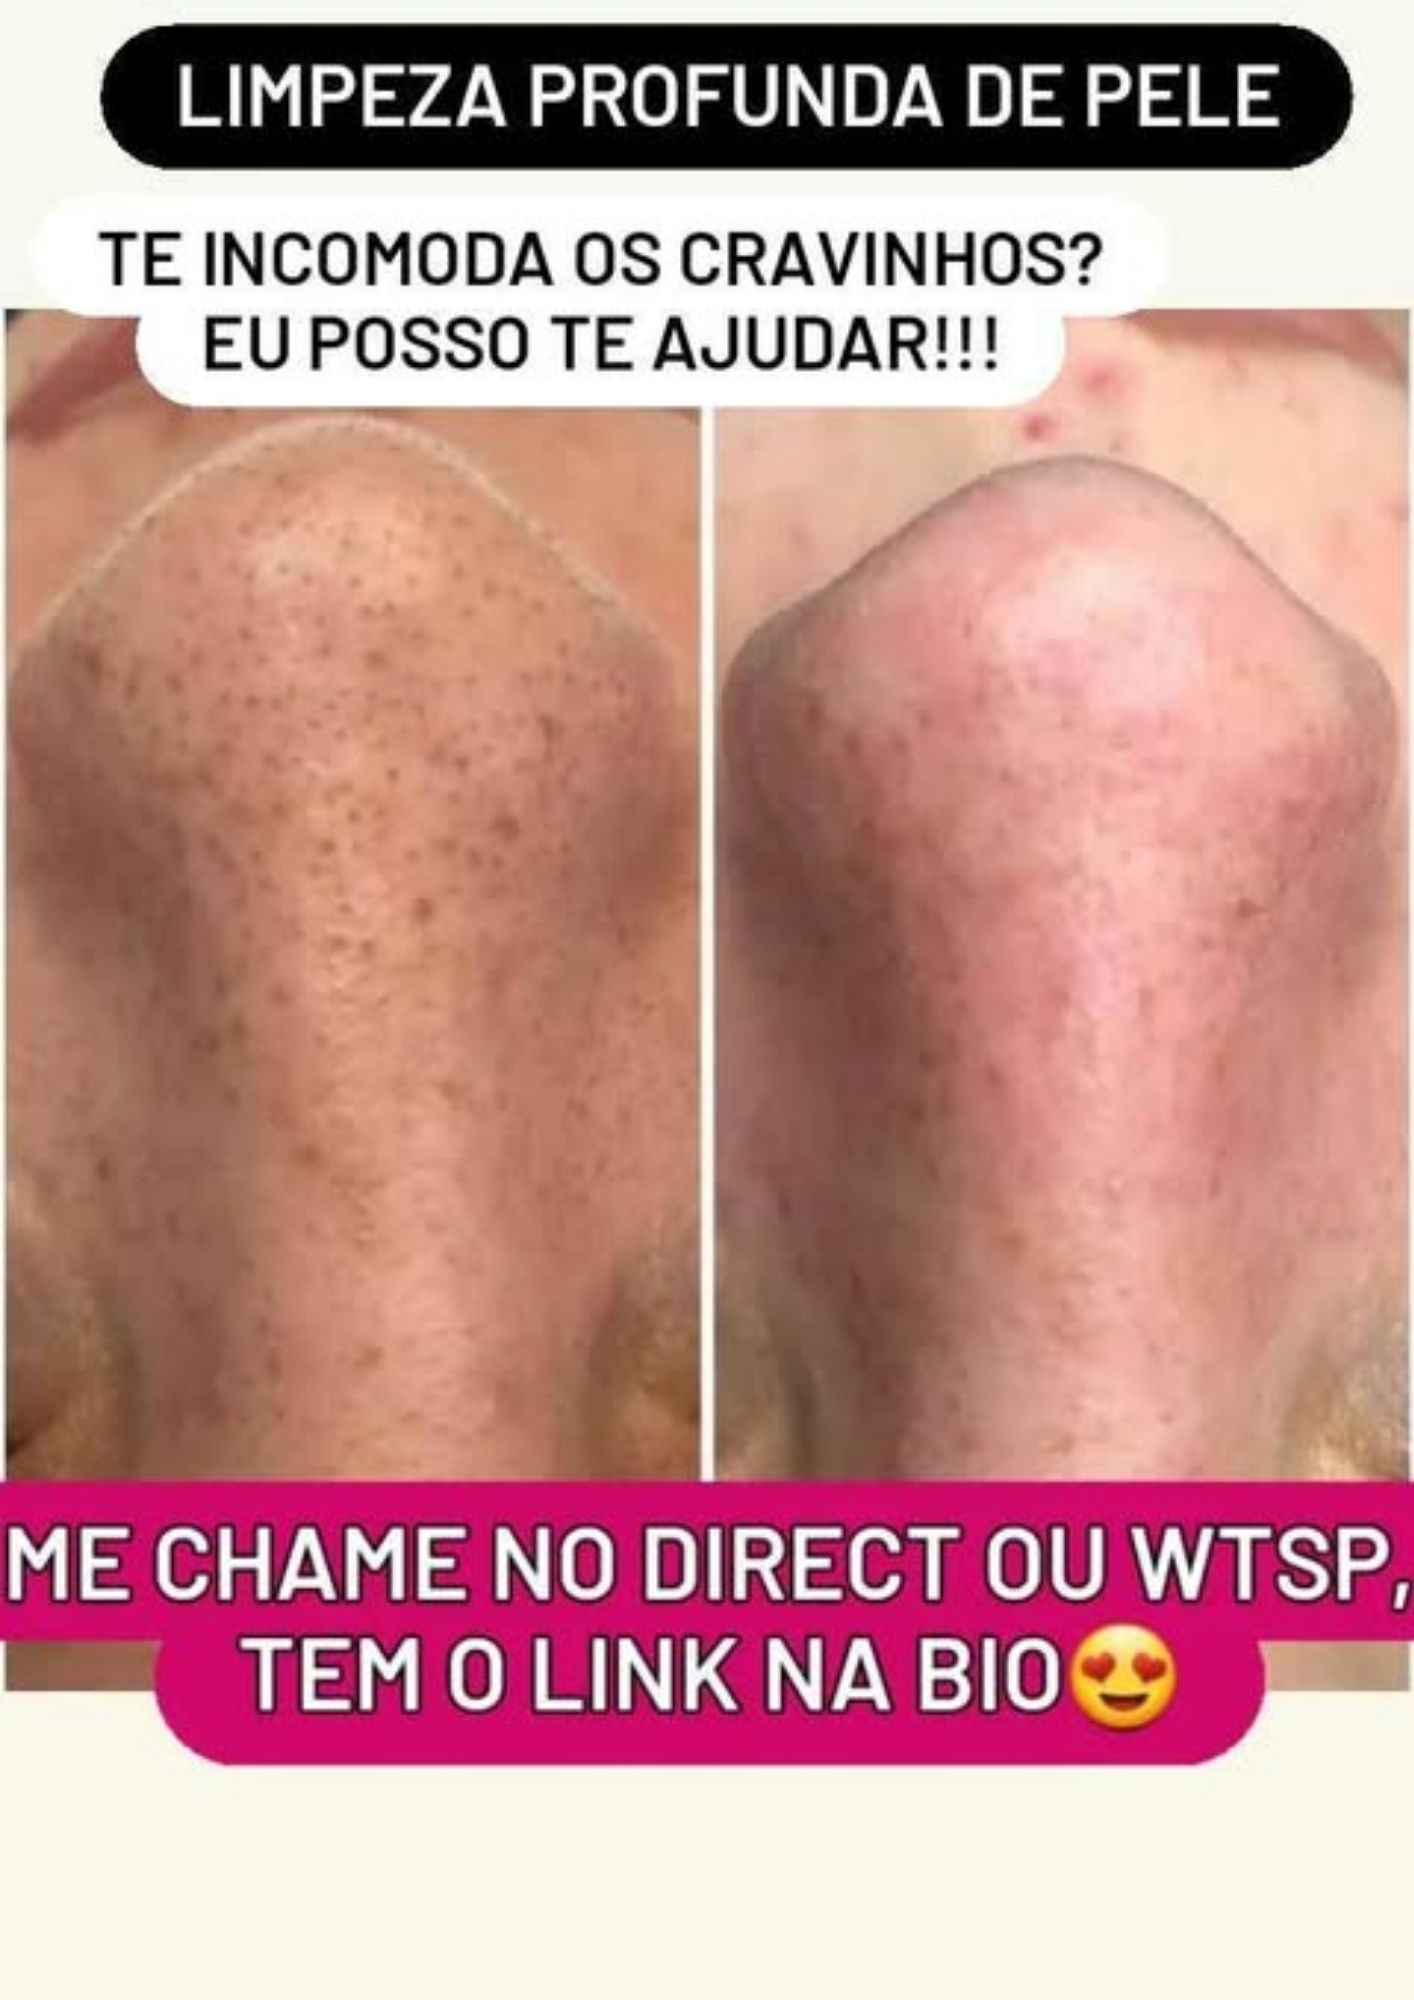 LIMPEZA PROFUNDA DE PELE
TE INCOMODA OS CRAVINHOS?
EU POSSO TE AJUDAR!!!
ME CHAME NO DIRECT OU WTSP,
TEM O LINK NA BIO😍